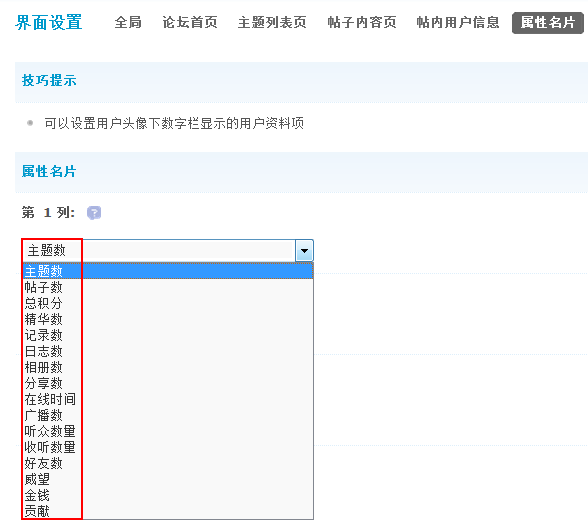 界面设置 全局 论坛首页 主题列表页 帖子内容页 帖内用户信息 属性名片
技巧提示
可以设置用户头像下数字栏显示的用户资料项
属性名片
第 1 列: ?
主题数
主题数
帖子数
总积分
精华数
记录数
日志数
相册数
分享数
在线时间
广播数
听众数量
收听数量
好友数
威望
金钱
贡献